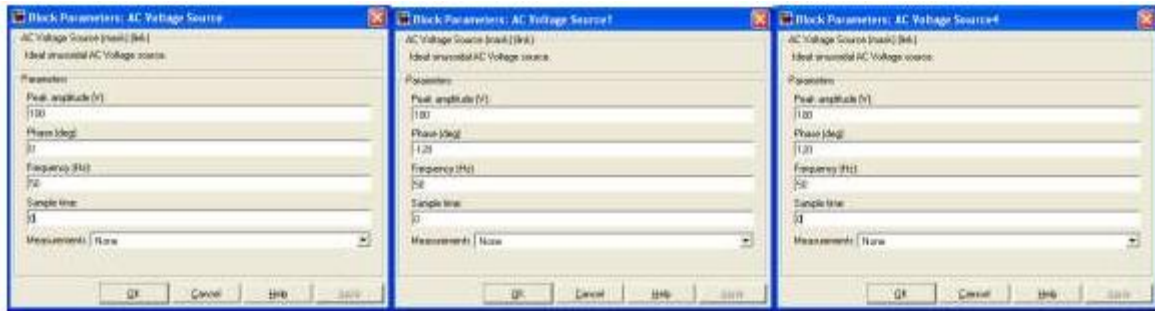 Block Parameters: AC Voltage Source
AC Voltage Source (mask) (link)
Ideal sinusoidal AC Voltage source.
Parameters
Peak amplitude (V):
100
Phase (deg):
0
Frequency (Hz):
50
Sample time:
0
Measurements None
OK Cancel Help Apply
Block Parameters: AC Voltage Source1
AC Voltage Source (mask) (link)
Ideal sinusoidal AC Voltage source.
Parameters
Peak amplitude (V):
100
Phase (deg):
-120
Frequency (Hz):
50
Sample time:
0
Measurements None
OK Cancel Help Apply
Block Parameters: AC Voltage Source4
AC Voltage Source (mask) (link)
Ideal sinusoidal AC Voltage source.
Parameters
Peak amplitude (V):
100
Phase (deg):
120
Frequency (Hz):
50
Sample time:
0
Measurements None
OK Cancel Help Apply